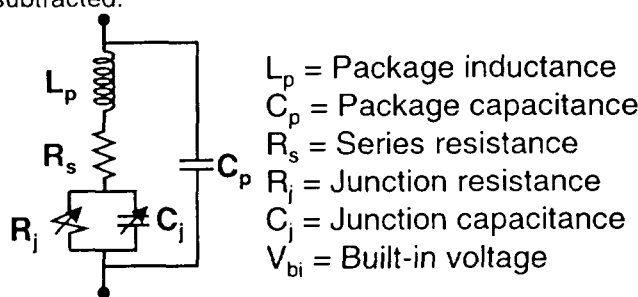 subtracted.
Lp
Rs
Rj
Cj
Cp
Lp = Package inductance
Cp = Package capacitance
Rs = Series resistance
Rj = Junction resistance
Cj = Junction capacitance
Vbi = Built-in voltage